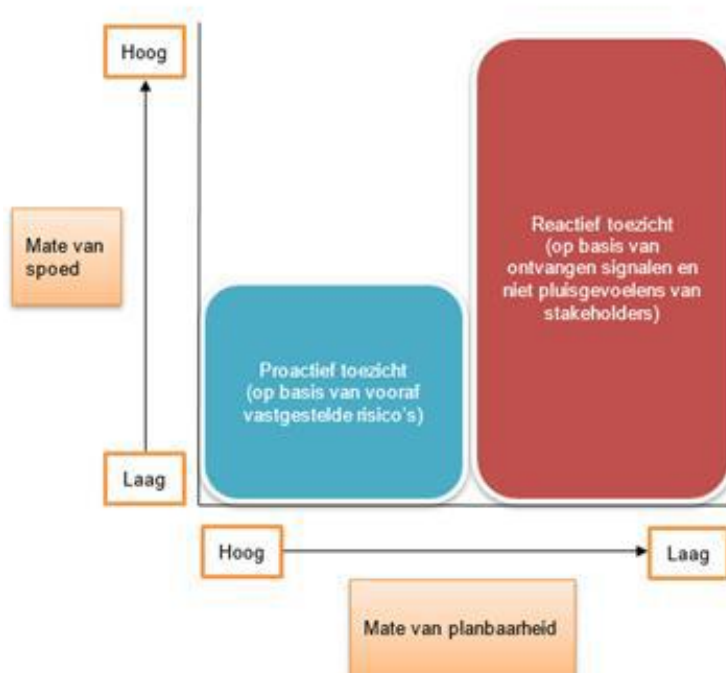 Hoog
Mate van
spoed
Laag
Proactief toezicht
(op basis van vooraf
vastgestelde risico's)
Reactief toezicht
(op basis van
ontvangen signalen en
niet pluisgevoelens van
stakeholders)
Hoog
Laag
Mate van planbaarheid